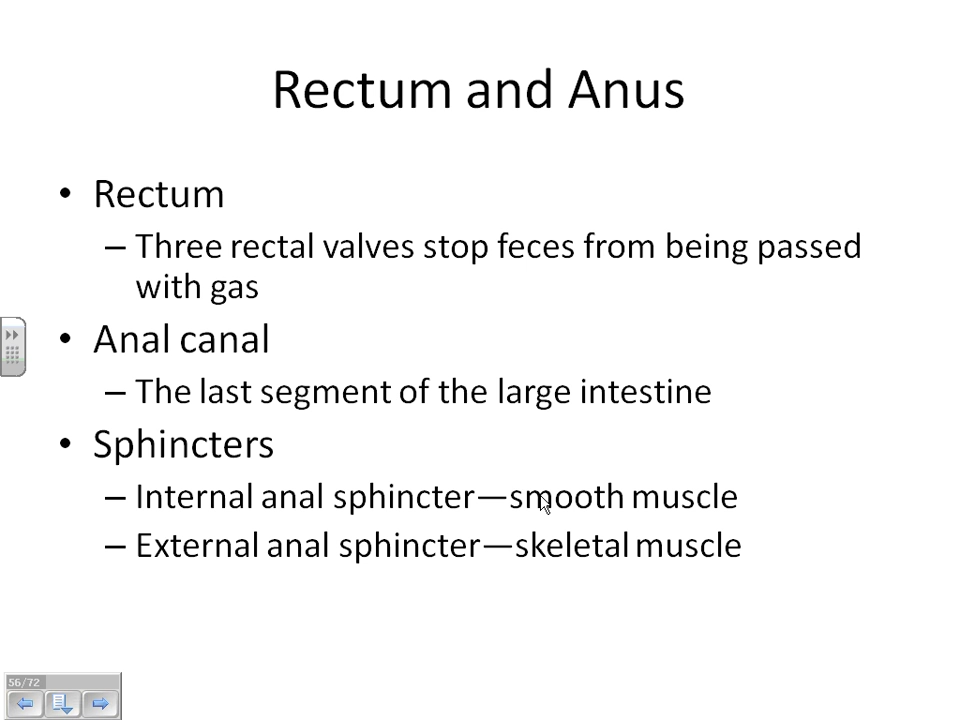 Rectum and Anus
• Rectum
– Three rectal valves stop feces from being passed
with gas
• Anal canal
– The last segment of the large intestine
• Sphincters
– Internal anal sphincter—smooth muscle
– External anal sphincter—skeletal muscle
56/72